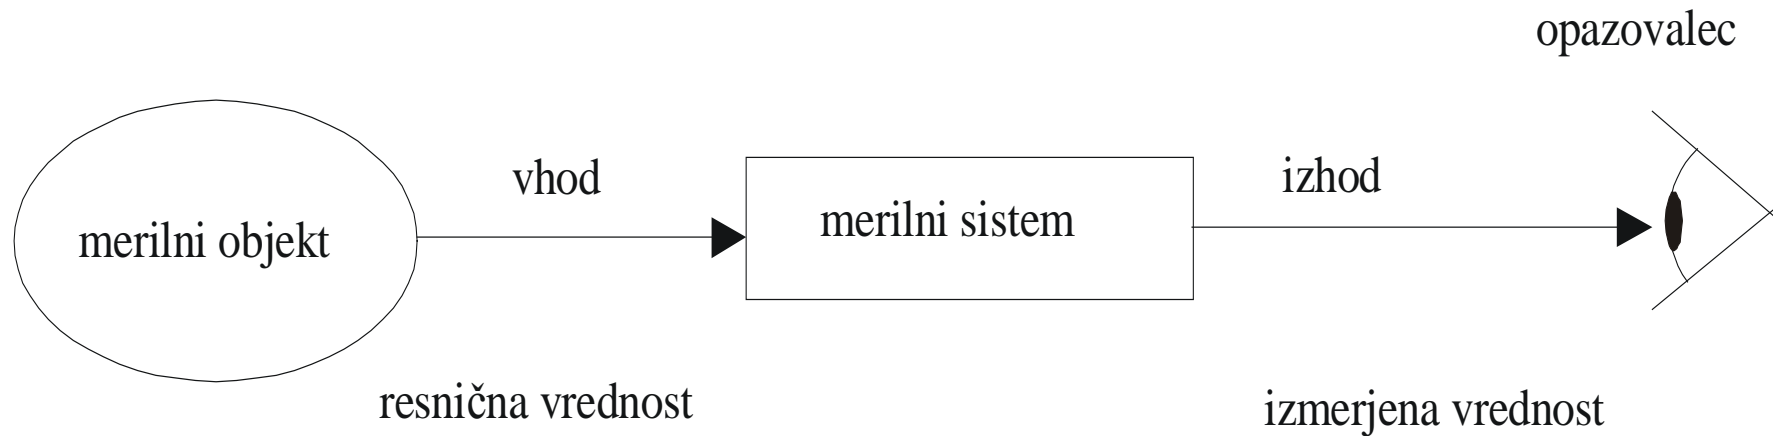 opazovalec
vhod
izhod
merilni objekt
merilni sistem
resnična vrednost
izmerjena vrednost